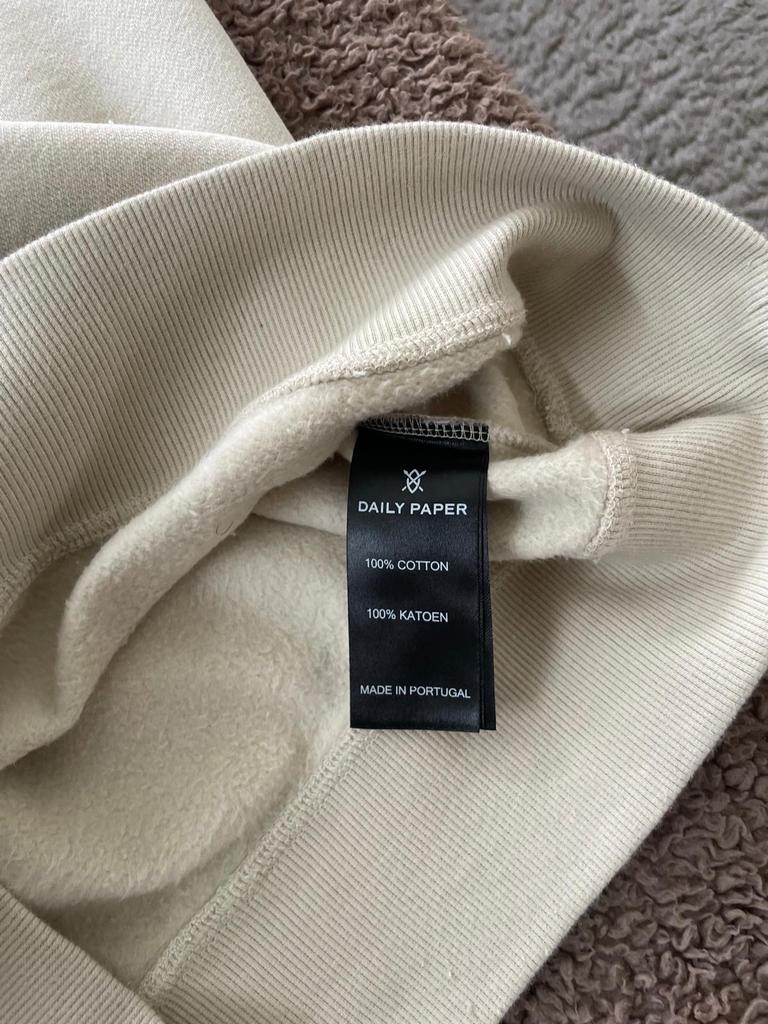 DAILY PAPER
100% COTTON
100% KATOEN
MADE IN PORTUGAL